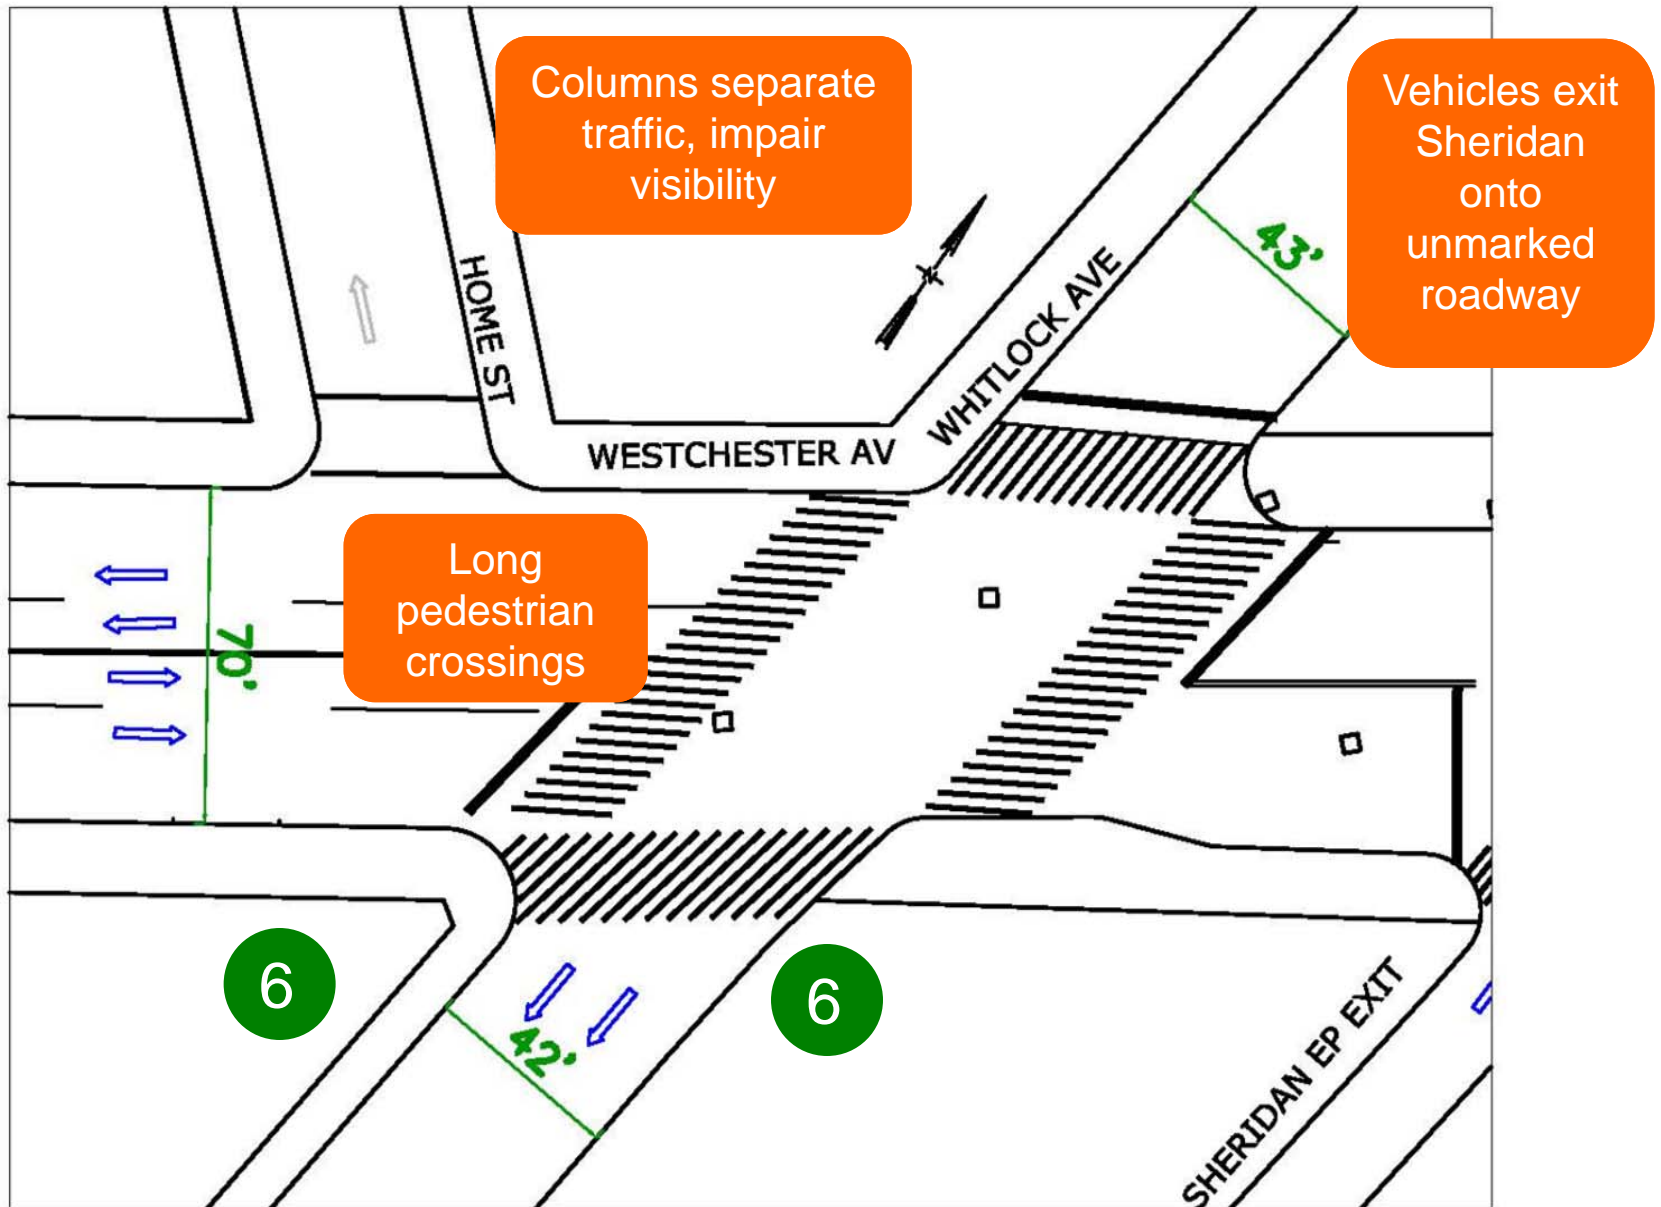 Columns separate
traffic, impair
visibility
Vehicles exit
Sheridan
onto
unmarked
roadway
43'
HOME ST
WHITLOCK AVE
WESTCHESTER AV
Long
pedestrian
crossings
70'
6
6
42'
SHERIDAN EP EXIT